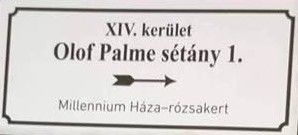 XIV. kerület
Olof Palme sétány 1.
Millennium Háza–rózsakert